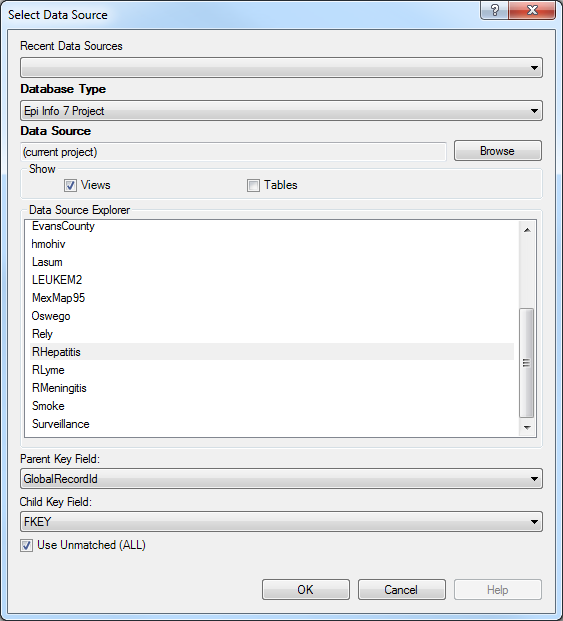 Select Data Source
Recent Data Sources
Database Type
Epi Info 7 Project
Data Source
(current project)
Browse
Show
Views
Tables
Data Source Explorer
EvansCounty
hmohiv
Lasum
LEUKEM2
MexMap95
Oswego
Rely
RHepatitis
RLyme
RMeningitis
Smoke
Surveillance
Parent Key Field:
GlobalRecordId
Child Key Field:
FKEY
Use Unmatched (ALL)
OK
Cancel
Help